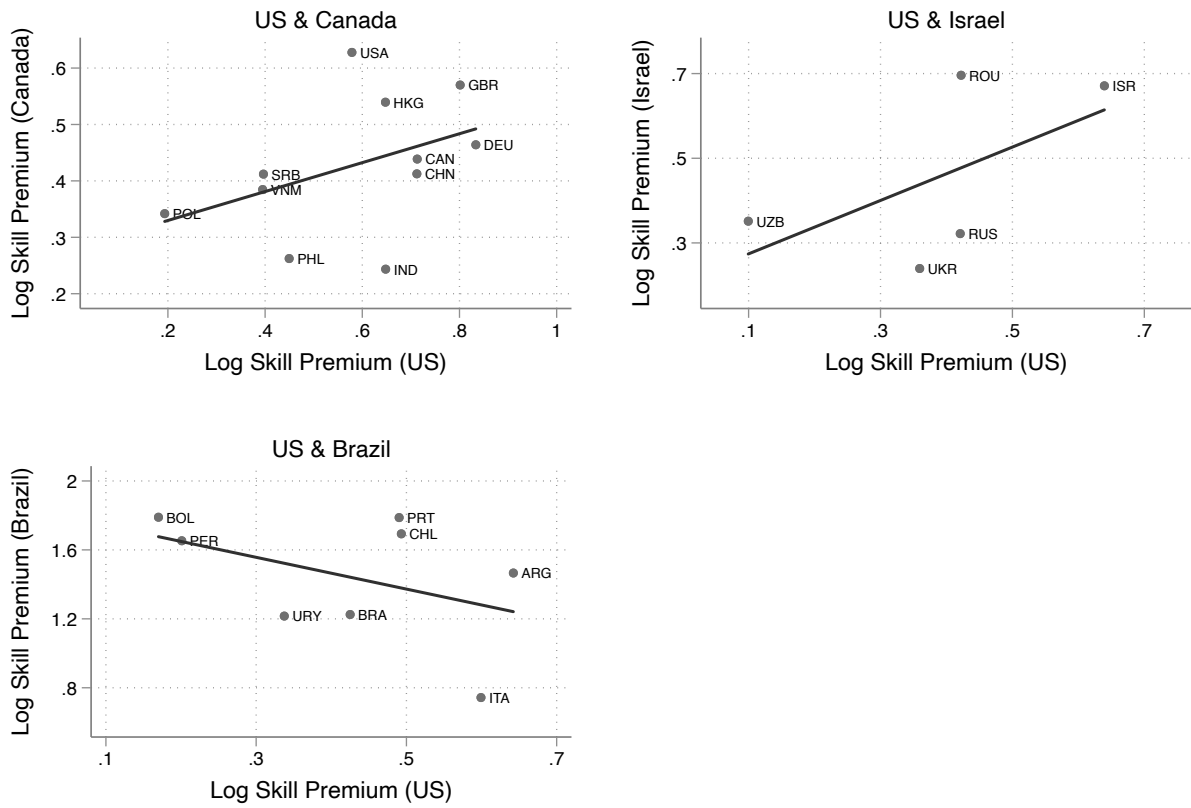 US & Canada
Log Skill Premium (Canada)
.6
.5
.4
.3
.2
USA
GBR
HKG
DEU
CAN
CHN
SRB
VNM
POL
PHL
IND
.2
.4
.6
.8
1
Log Skill Premium (US)
US & Israel
Log Skill Premium (Israel)
.7
.5
.3
ROU
ISR
UZB
RUS
UKR
.1
.3
.5
.7
Log Skill Premium (US)
US & Brazil
Log Skill Premium (Brazil)
2
1.6
1.2
.8
BOL
PRT
CHL
PER
ARG
URY
BRA
ITA
.1
.3
.5
.7
Log Skill Premium (US)